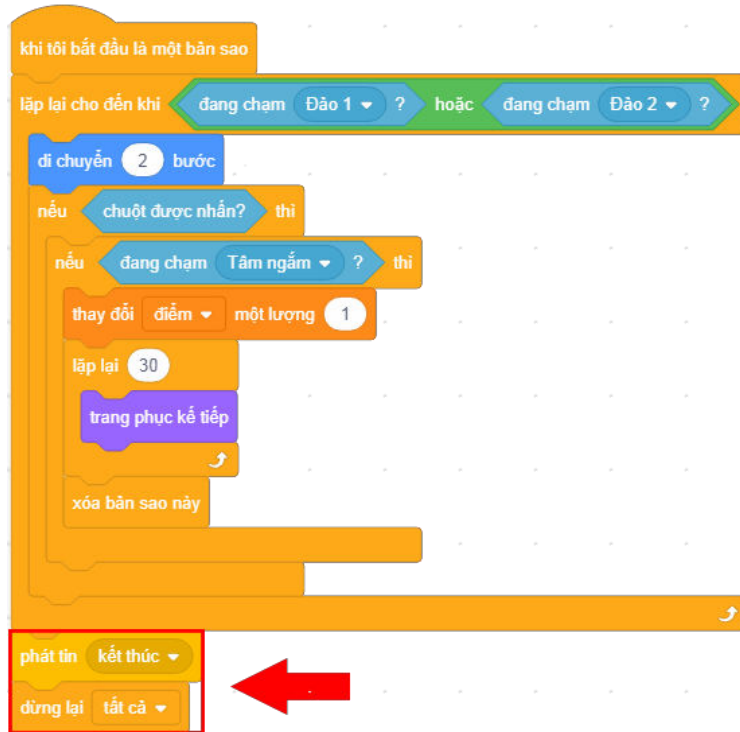 khi tôi bắt đầu là một bản sao
lặp lại cho đến khi đang chạm Đảo 1 ? hoặc đang chạm Đảo 2 ?
di chuyển 2 bước
nếu chuột được nhấn? thì
nếu đang chạm Tâm ngắm ? thì
thay đổi điểm một lượng 1
lặp lại 30
trang phục kế tiếp
xóa bản sao này
phát tin kết thúc
dừng lại tất cả